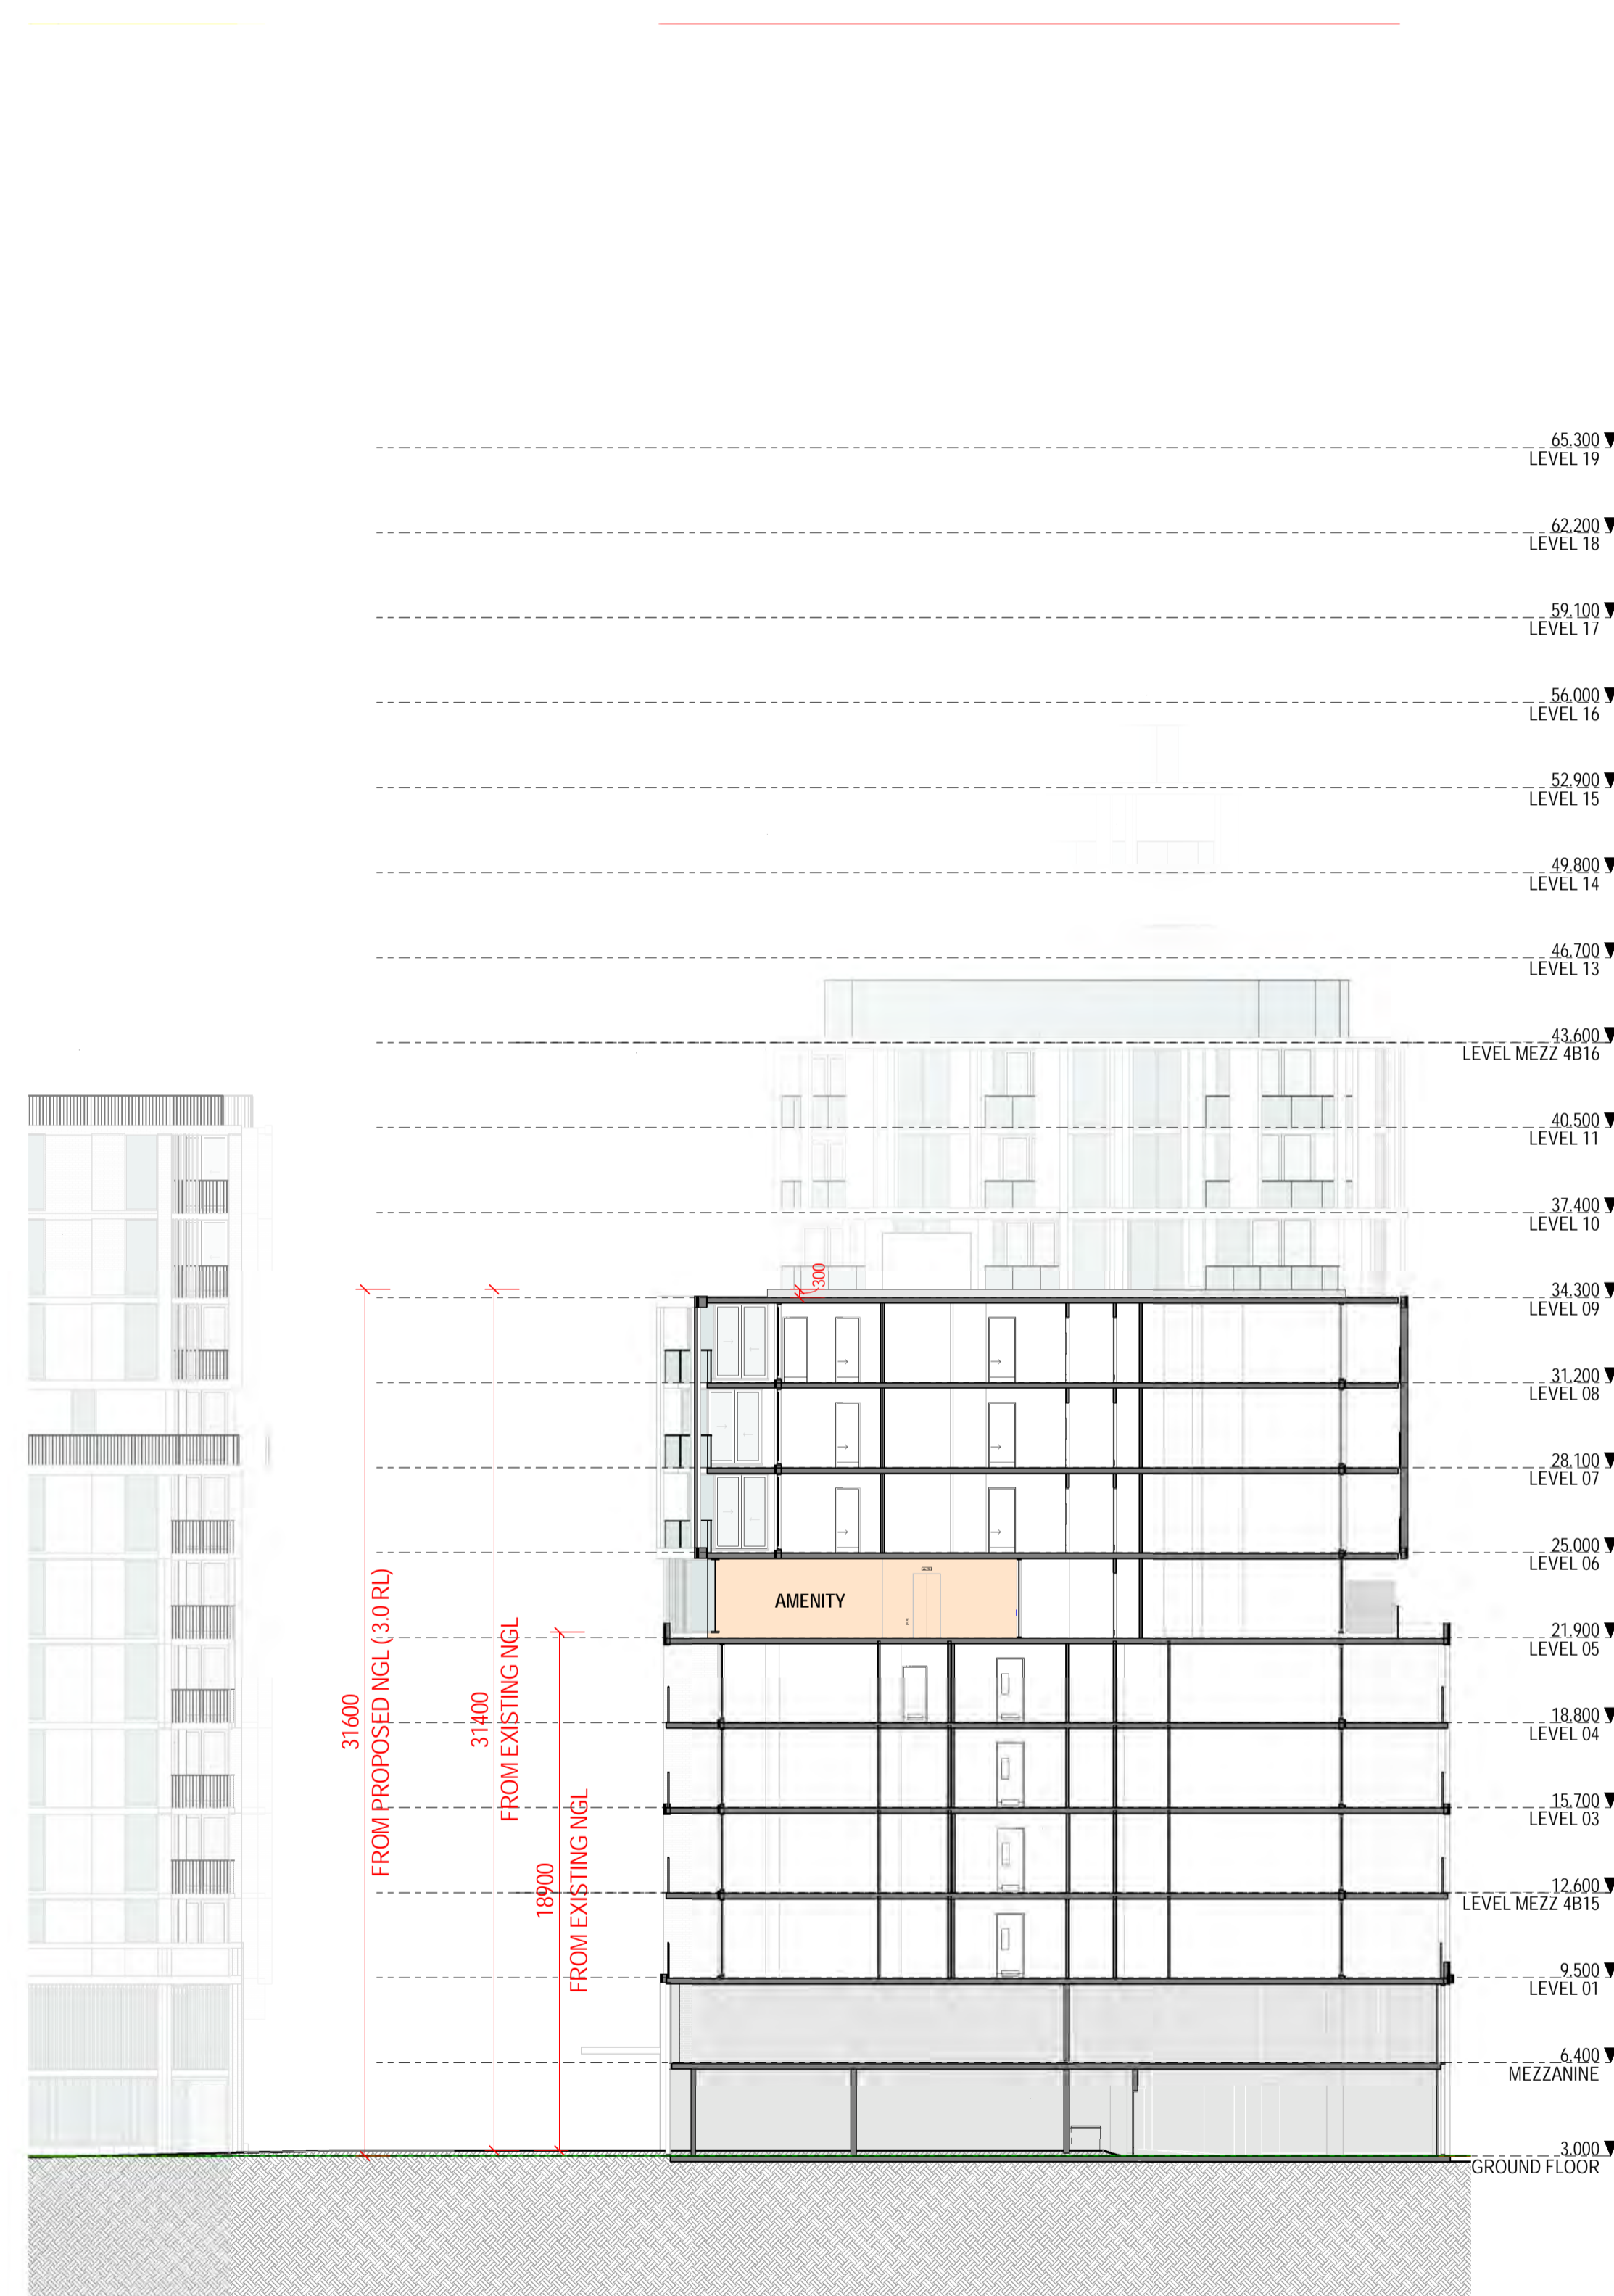 65.300
LEVEL 19
62.200
LEVEL 18
59.100
LEVEL 17
56.000
LEVEL 16
52.900
LEVEL 15
49.800
LEVEL 14
46.700
LEVEL 13
43.600
LEVEL MEZZ 4B16
40.500
LEVEL 11
37.400
LEVEL 10
300
34.300
LEVEL 09
31.200
LEVEL 08
28.100
LEVEL 07
25.000
LEVEL 06
AMENITY
21.900
LEVEL 05
31600
FROM PROPOSED NGL ( 3.0 RL)
31400
FROM EXISTING NGL
18900
FROM EXISTING NGL
18.800
LEVEL 04
15.700
LEVEL 03
12.600
LEVEL MEZZ 4B15
9.500
LEVEL 01
6.400
MEZZANINE
3.000
GROUND FLOOR